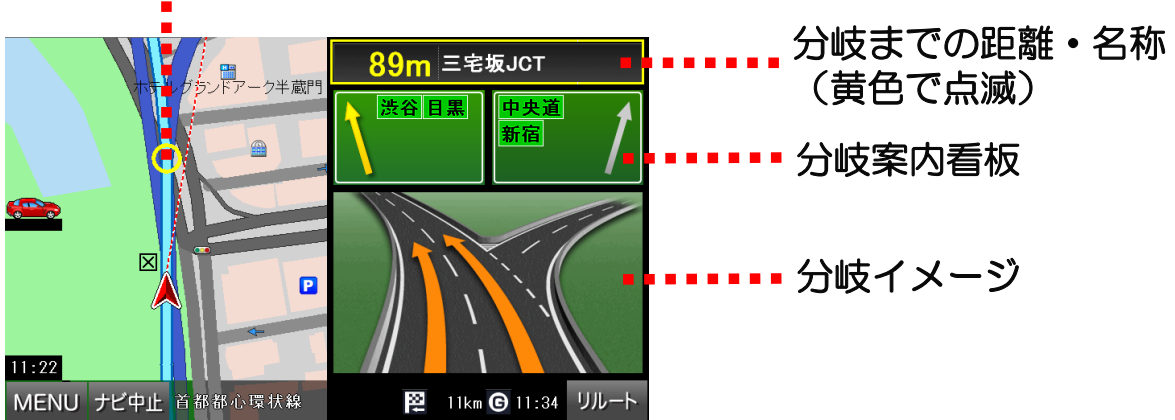 分岐までの距離・名称
(黄色で点滅)
89m 三宅坂JCT
ホテルグランドアーク半蔵門
渋谷 目黒
中央道
新宿
分岐案内看板
分岐イメージ
P
11:22
MENU ナビ中止 首都都心環状線
11km G 11:34 リルート